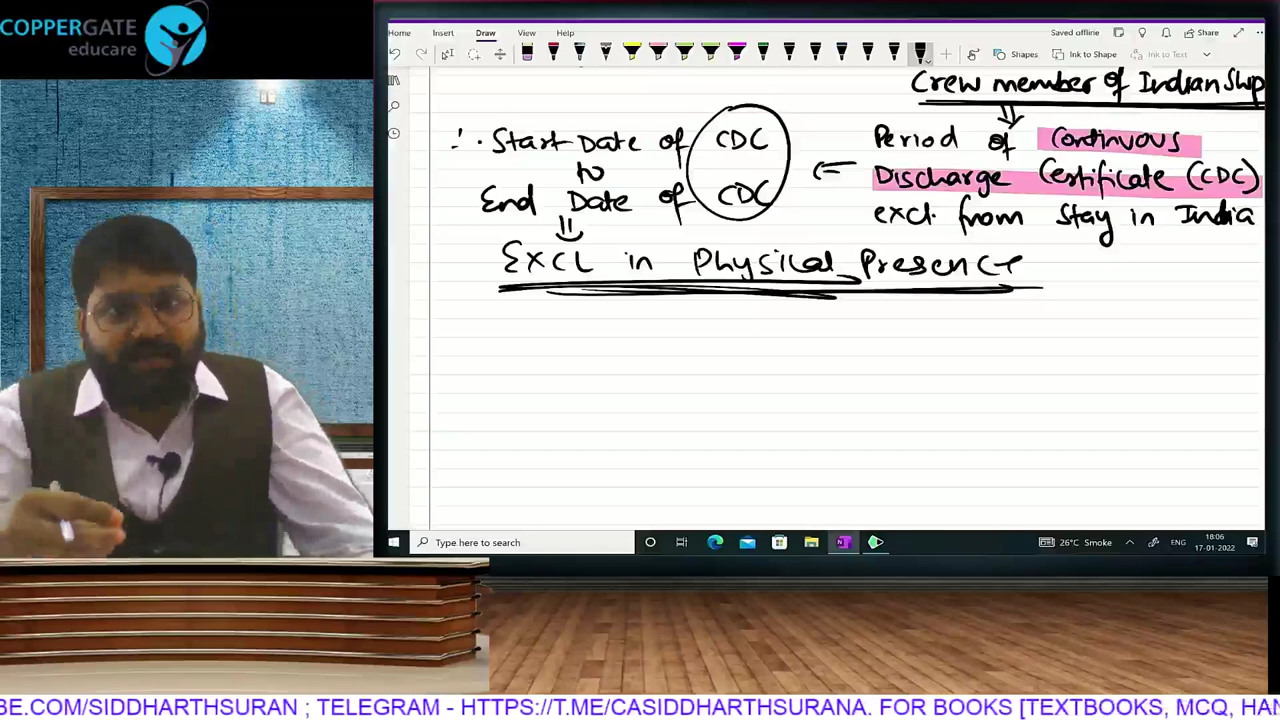 COPPERGATE
educare
Home Insert Draw View Help
Saved offline
Share
Shapes
Ink to Shape
Ink to Text
Crew member of Indian Ship
∴ Start Date of CDC
to
End Date of CDC
EXCL in Physical Presence
Period of Continuous
Discharge Certificate (CDC)
excl. from Stay in India
Type here to search
26°C Smoke
ENG
18:06
17-01-2022
BE.COM/SIDDHARTHSURAN ; TELEGRAM - HTTPS://T.ME/CASIDDHARTHSURANA. FOR BOOKS [TEXTBOOKS, MCQ, HAN